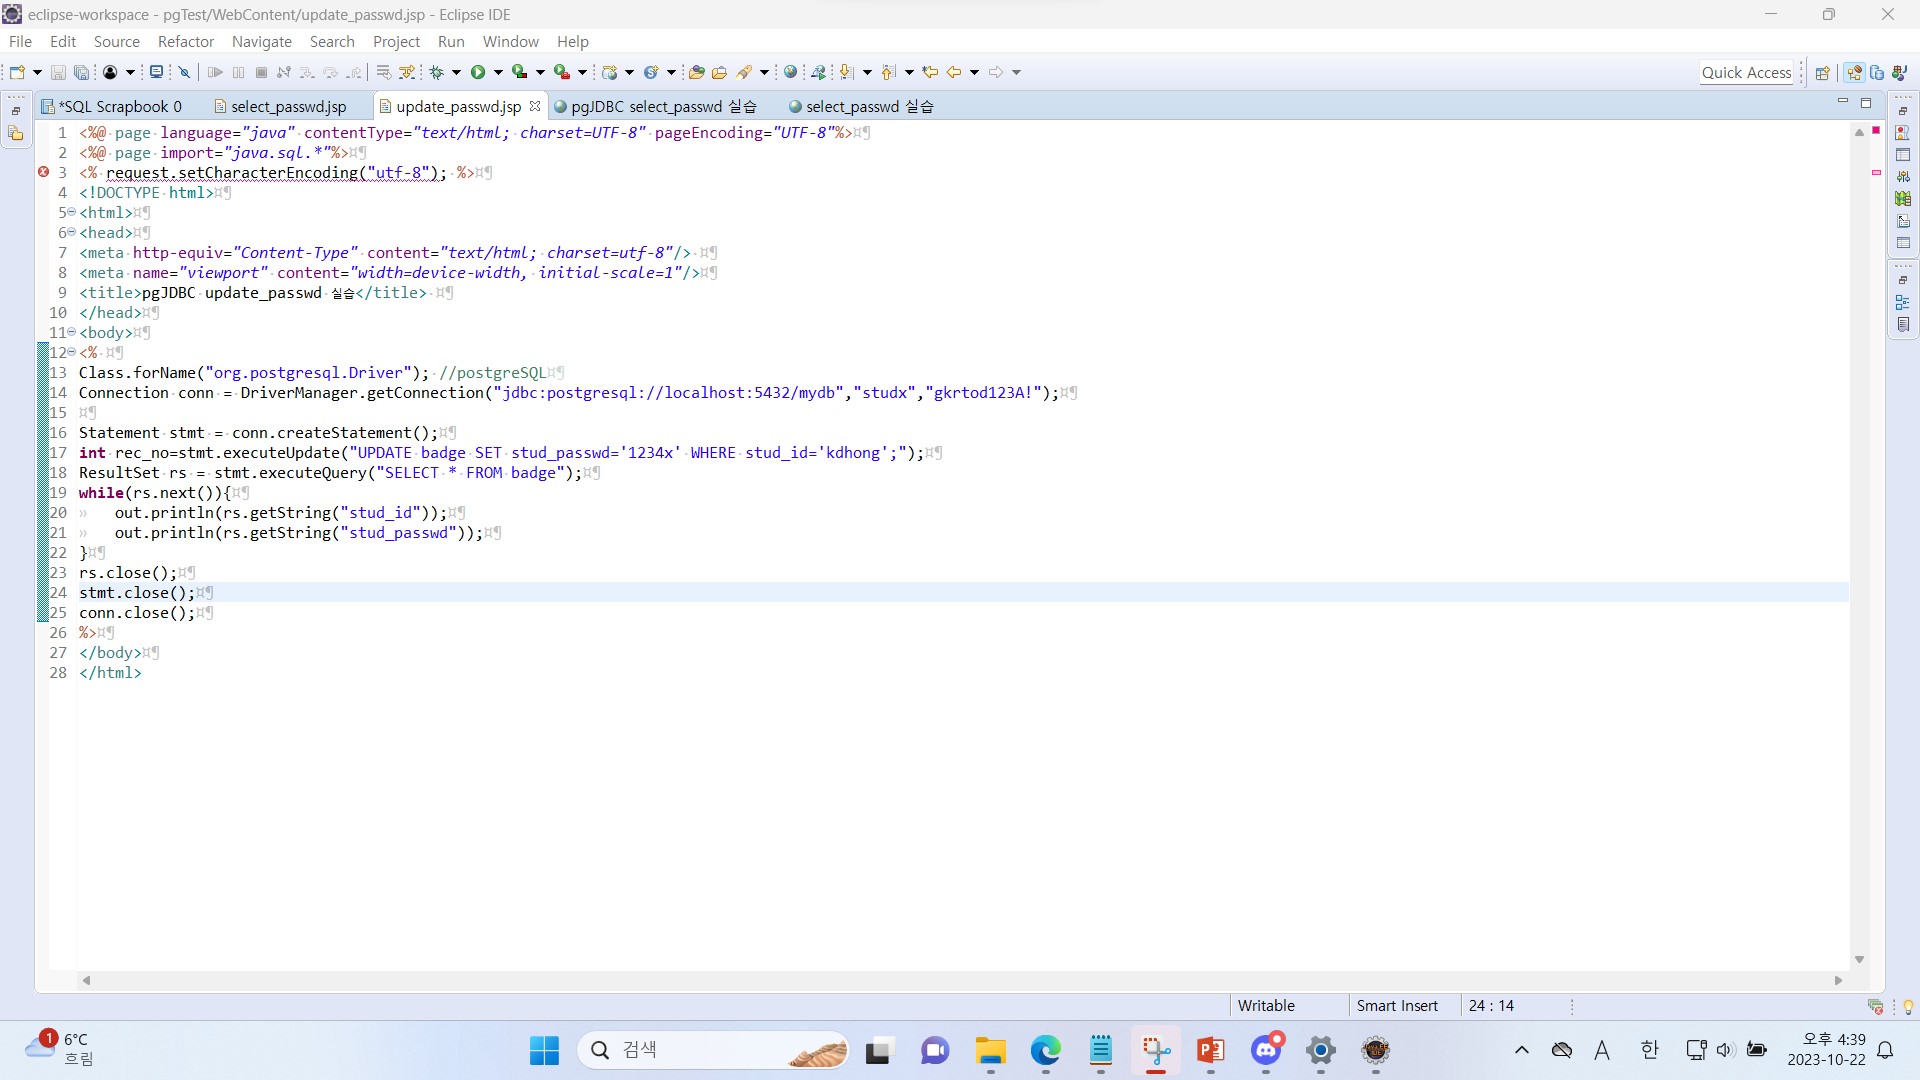 eclipse-workspace - pgTest/WebContent/update_passwd.jsp - Eclipse IDE
File Edit Source Refactor Navigate Search Project Run Window Help
Quick Access
*SQL Scrapbook 0 select_passwd.jsp update_passwd.jsp pgJDBC select_passwd 실습 select_passwd 실습
1 <%@ page language="java" contentType="text/html; charset=UTF-8" pageEncoding="UTF-8"%>
2 <%@ page import="java.sql.*"%>
3 <% request.setCharacterEncoding("utf-8"); %>
4 <!DOCTYPE html>
5 <html>
6 <head>
7 <meta http-equiv="Content-Type" content="text/html; charset=utf-8"/>
8 <meta name="viewport" content="width=device-width, initial-scale=1"/>
9 <title>pgJDBC update_passwd 실습</title>
10 </head>
11 <body>
12 <%
13 Class.forName("org.postgresql.Driver"); //postgreSQL
14 Connection conn = DriverManager.getConnection("jdbc:postgresql://localhost:5432/mydb","studx","gkrtod123A!");
15
16 Statement stmt = conn.createStatement();
17 int rec_no=stmt.executeUpdate("UPDATE badge SET stud_passwd='1234x' WHERE stud_id='kdhong';");
18 ResultSet rs = stmt.executeQuery("SELECT * FROM badge");
19 while(rs.next()){
20 out.println(rs.getString("stud_id"));
21 out.println(rs.getString("stud_passwd"));
22 }
23 rs.close();
24 stmt.close();
25 conn.close();
26 %>
27 </body>
28 </html>
Writable Smart Insert 24 : 14
1 6°C
흐림
검색
A 한
오후 4:39
2023-10-22